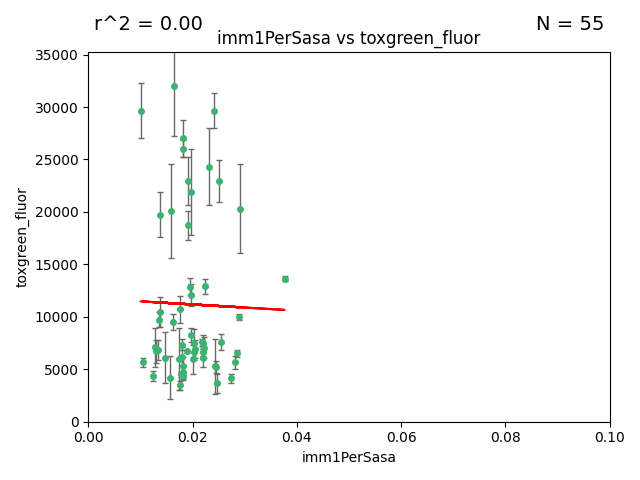 r^2 = 0.00
N = 55
imm1PerSasa vs toxgreen_fluor
35000
30000
25000
20000
15000
10000
5000
0
toxgreen_fluor
0.00 0.02 0.04 0.06 0.08 0.10
imm1PerSasa